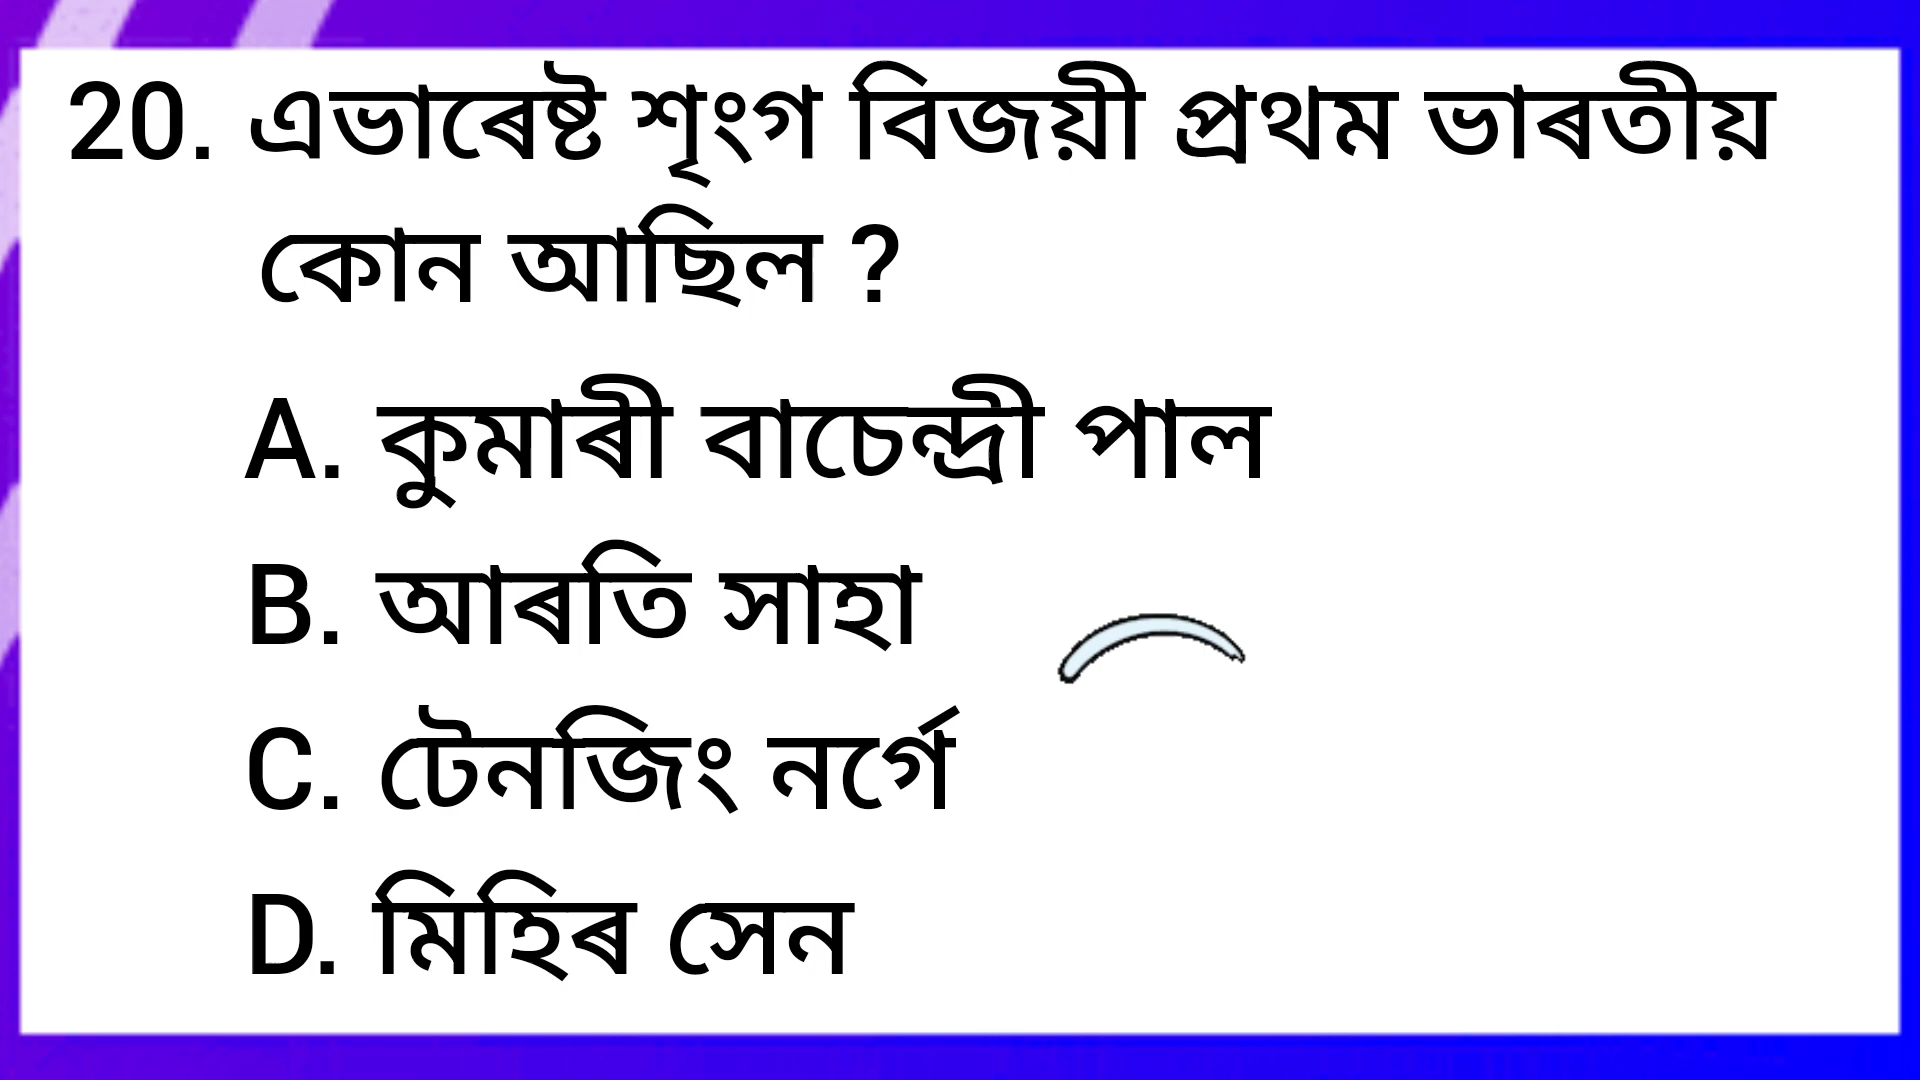 20. এভাৰেষ্ট শৃংগ বিজয়ী প্ৰথম ভাৰতীয়
কোন আছিল ?
A. কুমাৰী বাচেন্দ্ৰী পাল
B. আৰতি সাহা
C. টেনজিং নৰ্গে
D. মিহিৰ সেন